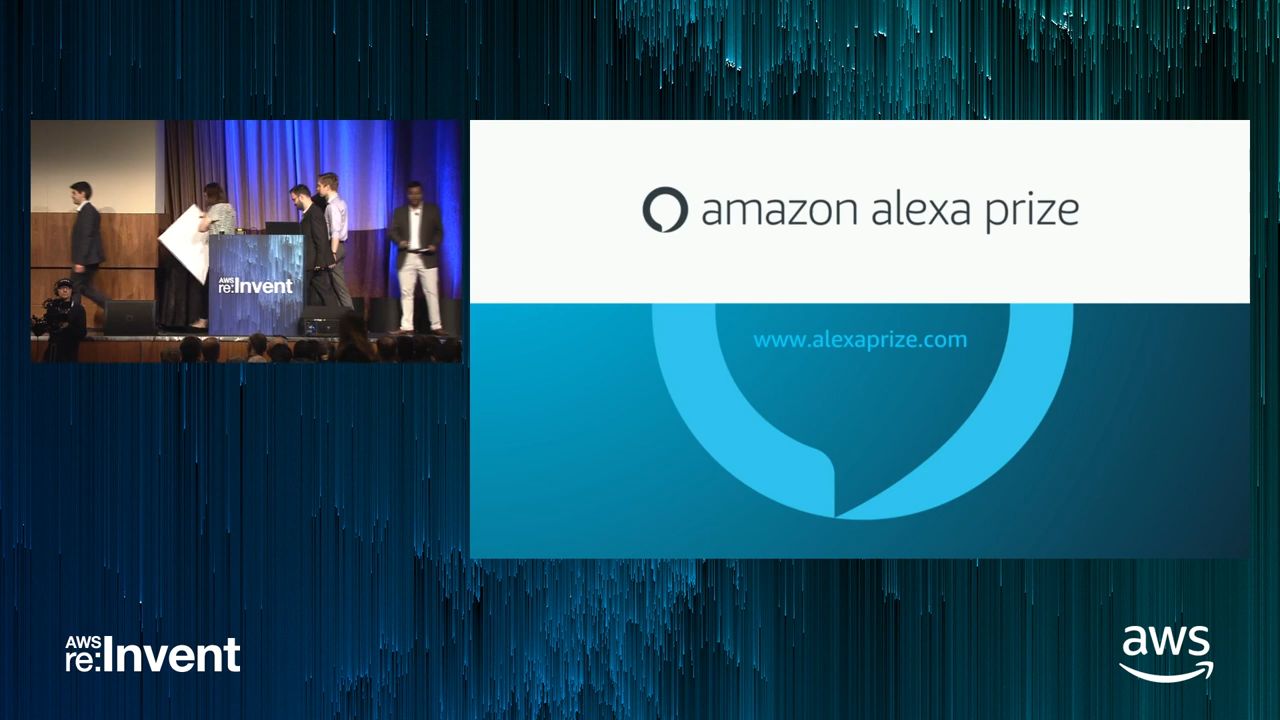 AWS
re:Invent
amazon alexa prize
www.alexaprize.com
AWS
re:Invent
aws